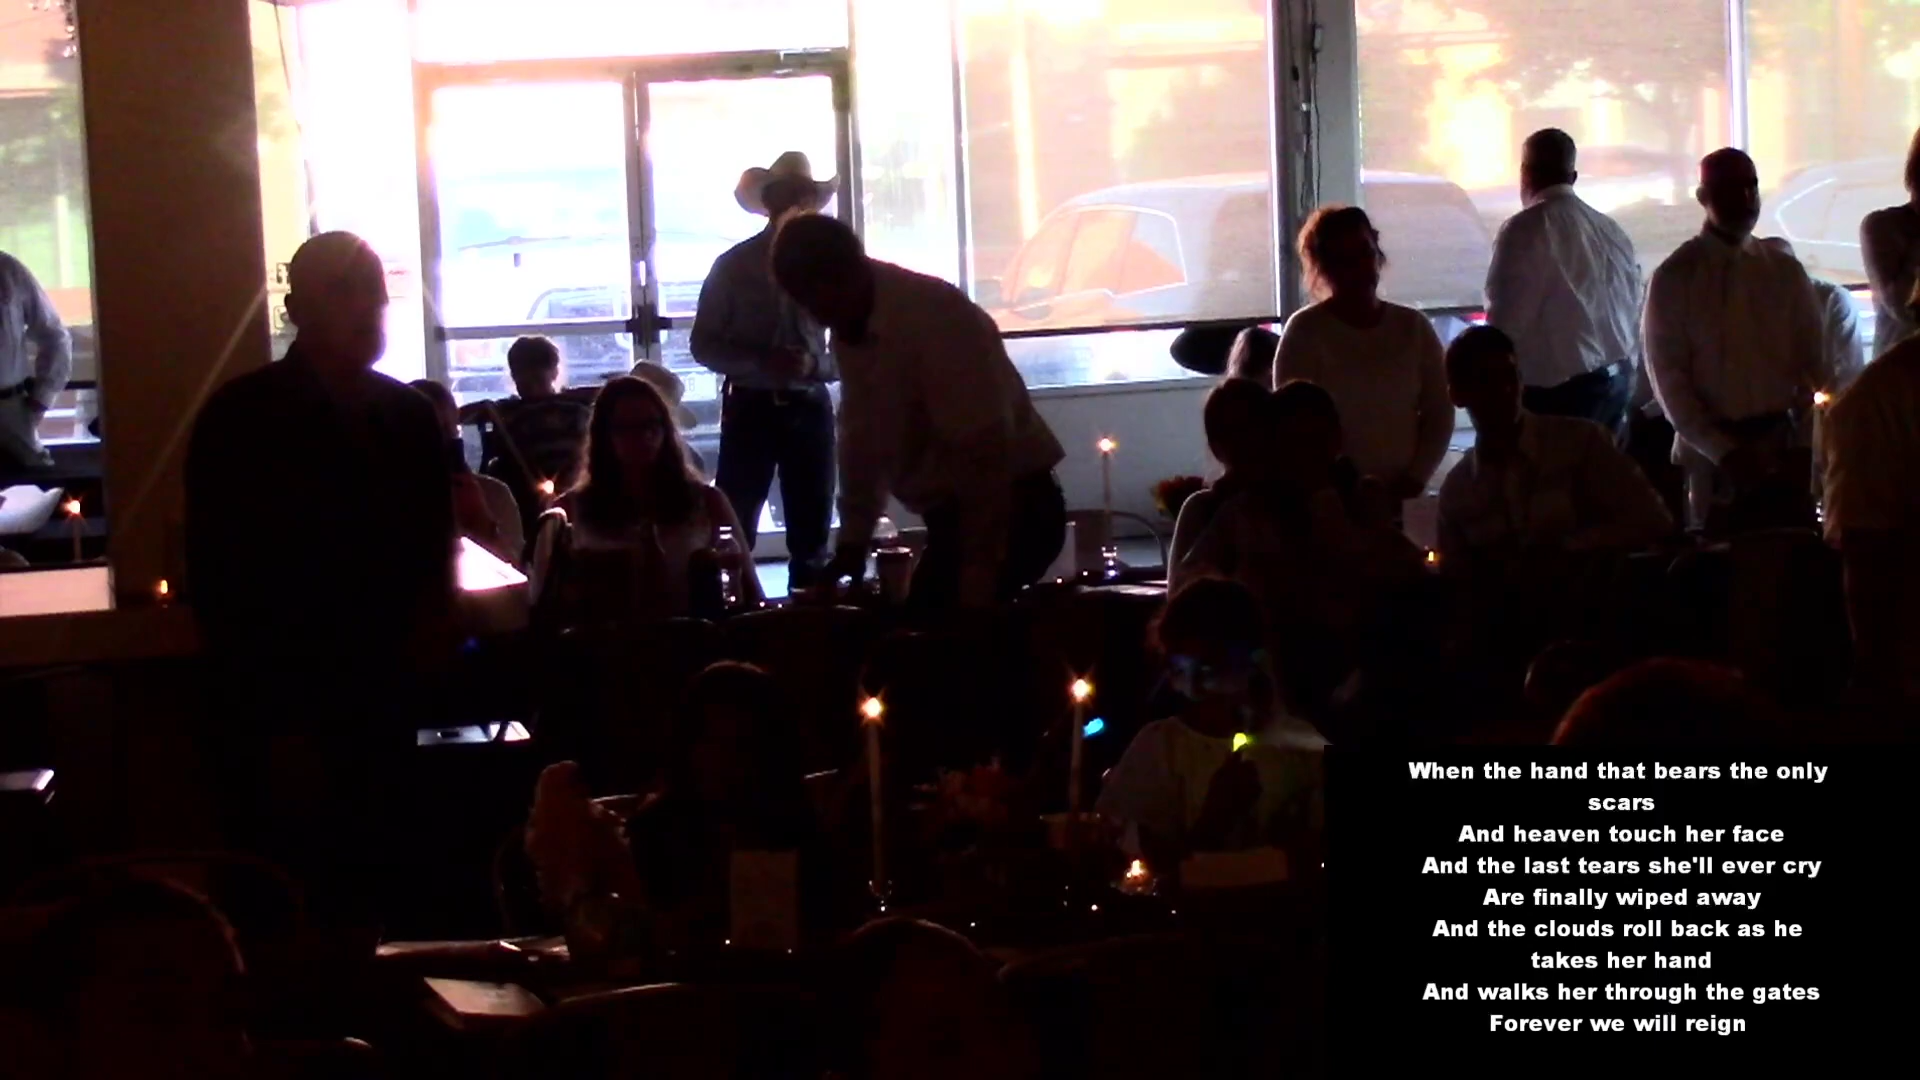 When the hand that bears the only
scars
And heaven touch her face
And the last tears she'll ever cry
Are finally wiped away
And the clouds roll back as he
takes her hand
And walks her through the gates
Forever we will reign